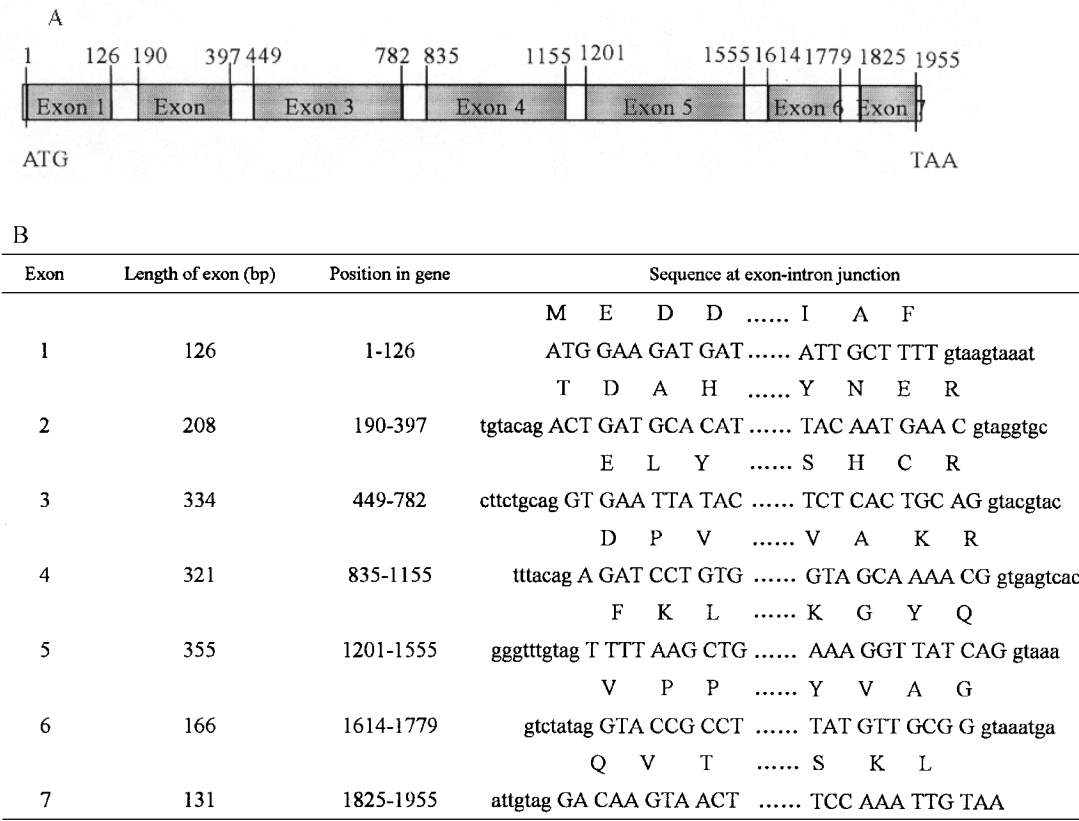 A
1 126 190 397 449 782 835 1155 1201 1555 1614 1779 1825 1955
Exon 1 Exon Exon 3 Exon 4 Exon 5 Exon 6 Exon 7
ATG TAA
B
Exon Length of exon (bp) Position in gene Sequence at exon-intron junction
M E D D ...... I A F
1 126 1-126 ATG GAA GAT GAT...... ATT GCT TTT gtaagtaaat
T D A H ...... Y N E R
2 208 190-397 tgtacag ACT GAT GCA CAT...... TAC AAT GAA C gtaggtgc
E L Y ...... S H C R
3 334 449-782 cttctgcag GT GAA TTA TAC ...... TCT CAC TGC AG gtacgtac
D P V ...... V A K R
4 321 835-1155 tttacag A GAT CCT GTG ...... GTA GCA AAA CG gtgagtcac
F K L ...... K G Y Q
5 355 1201-1555 gggtttgtag T TTT AAG CTG ...... AAA GGT TAT CAG gtaaa
V P P ...... Y V A G
6 166 1614-1779 gtctatag GTA CCG CCT ...... TAT GTT GCG G gtaaatga
Q V T ...... S K L
7 131 1825-1955 attgtag GA CAA GTA ACT ...... TCC AAA TTG TAA